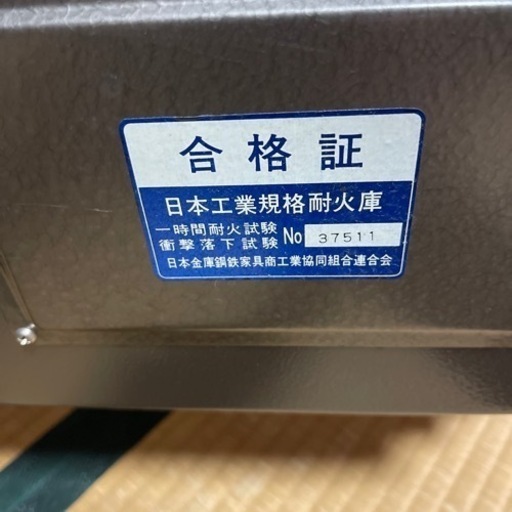 合格証
日本工業規格耐火庫
一時間耐火試験
衝撃落下試験 No 37511
日本金庫鋼鉄家具商工業協同組合連合会